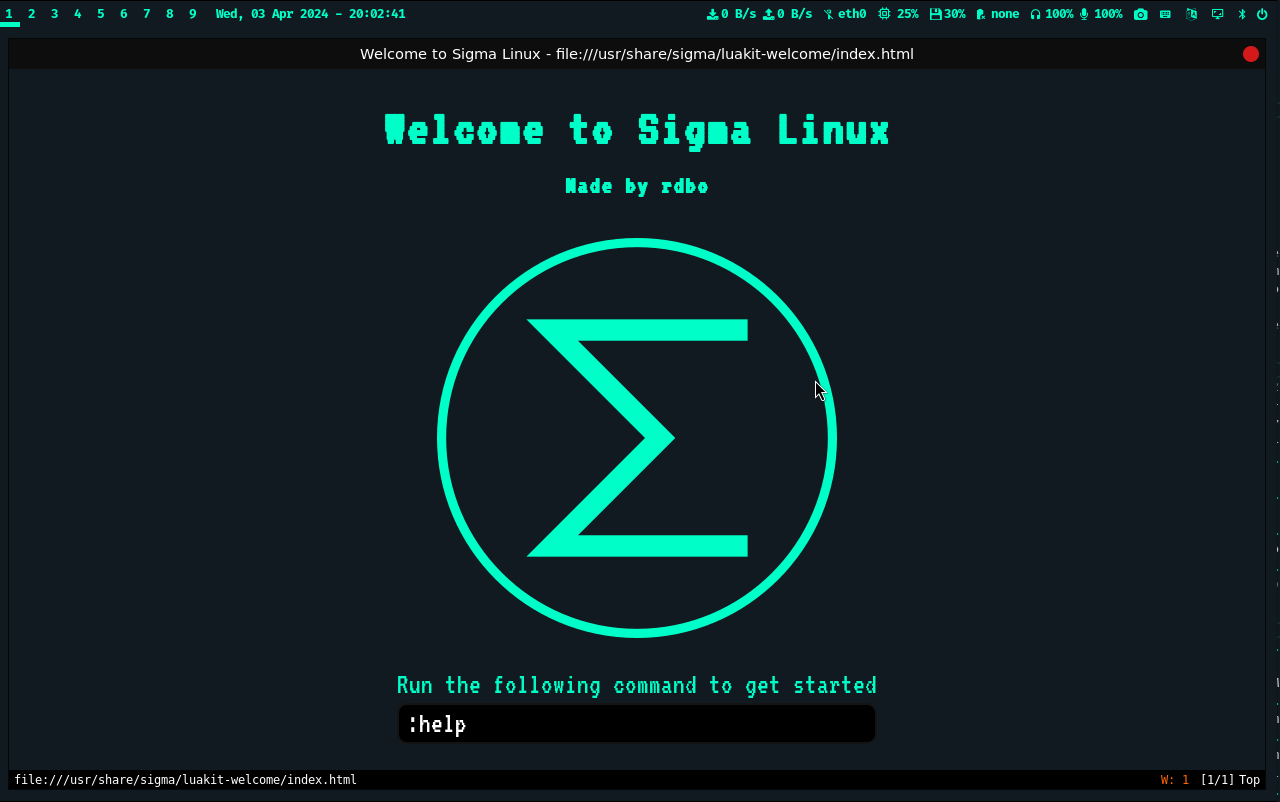 1 2 3 4 5 6 7 8 9 Wed, 03 Apr 2024 - 20:02:41 0 B/s 0 B/s eth0 25% 30% none 100% 100%
Welcome to Sigma Linux - file:///usr/share/sigma/luakit-welcome/index.html
Welcome to Sigma Linux
Made by rdbo
Σ
Run the following command to get started
:help
file:///usr/share/sigma/luakit-welcome/index.html W: 1 [1/1] Top